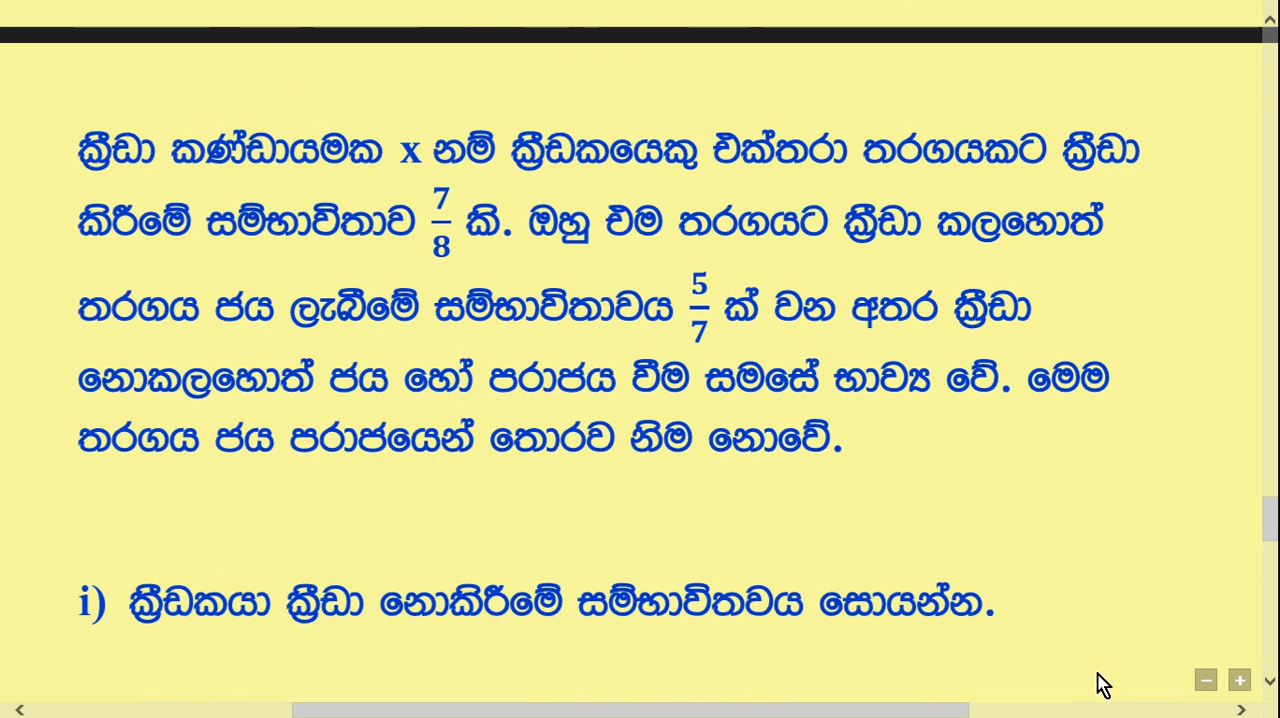 ක්‍රීඩා කණ්ඩායමක x නම් ක්‍රීඩකයෙකු එක්තරා තරගයකට ක්‍රීඩා
කිරීමේ සම්භාවිතාව 7/8 කි. ඔහු එම තරගයට ක්‍රීඩා කලහොත්
තරගය ජය ලැබීමේ සම්භාවිතාවය 5/7 ක් වන අතර ක්‍රීඩා
නොකලහොත් ජය හෝ පරාජය වීම සමසේ භාව්‍ය වේ. මෙම
තරගය ජය පරාජයෙන් තොරව නිම නොවේ.
i) ක්‍රීඩකයා ක්‍රීඩා නොකිරීමේ සම්භාවිතවය සොයන්න.